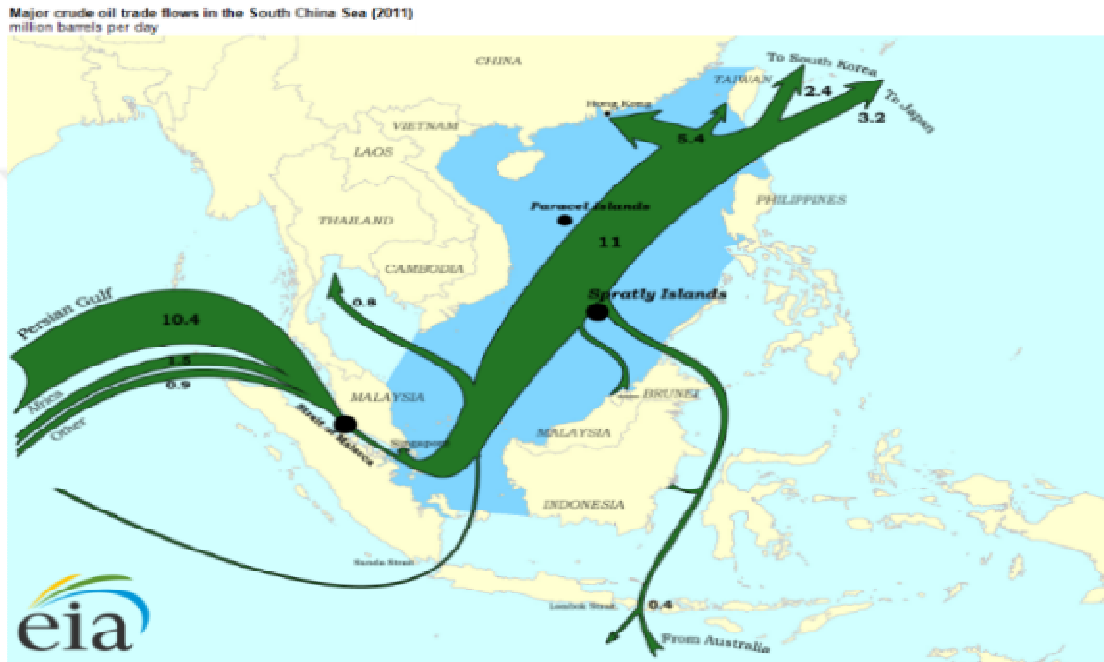 Major crude oil trade flows in the South China Sea (2011)
million barrels per day
CHINA
To South Korea
TAIWAN
2.4
To Japan
3.2
Hong Kong
5.4
VIETNAM
LAOS
Paracel Islands
PHILIPPINES
THAILAND
11
CAMBODIA
Spratly Islands
0.8
Persian Gulf
10.4
1.5
0.9
Africa
Other
MALAYSIA
BRUNEI
Strait of Malacca
Singapore
MALAYSIA
INDONESIA
Sunda Strait
Lombok Strait
0.4
From Australia
eia